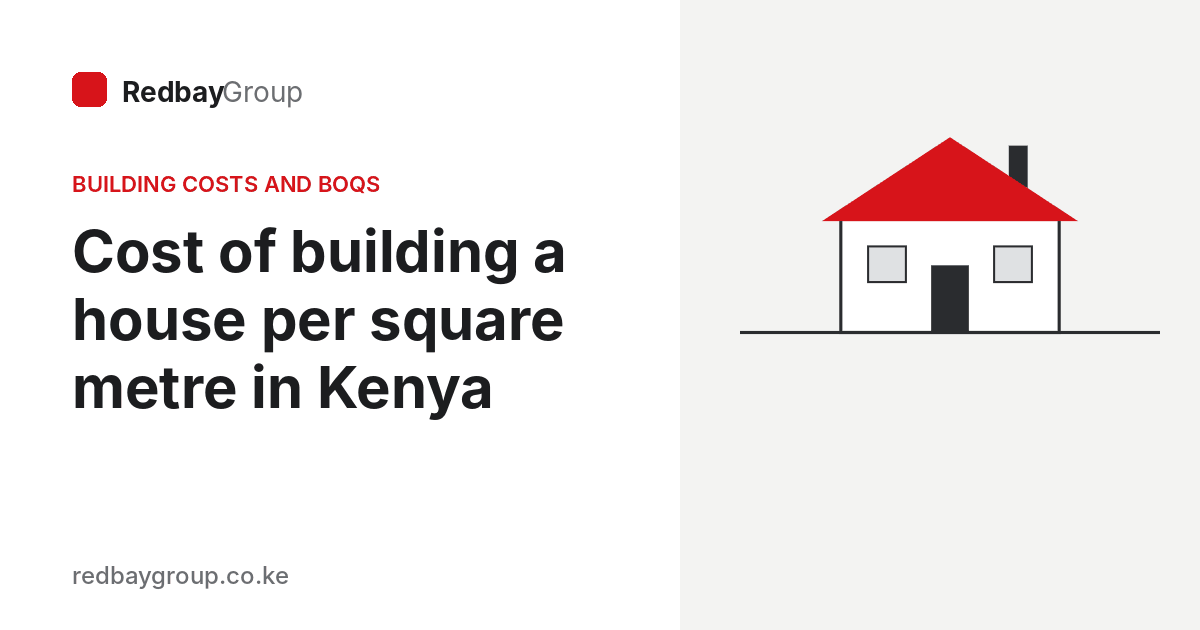 RedbayGroup
BUILDING COSTS AND BOQS
Cost of building a
house per square
metre in Kenya
redbaygroup.co.ke